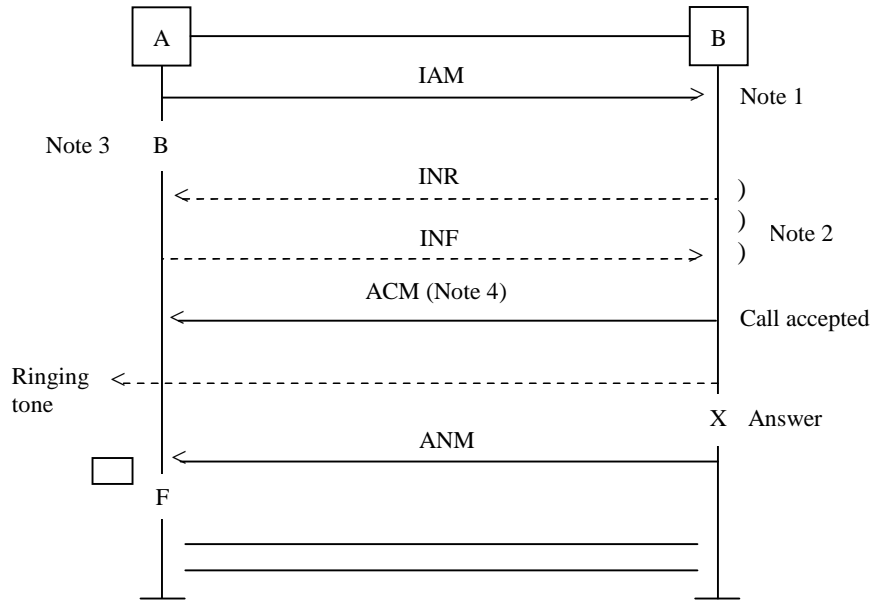 A
B
IAM
Note 1
Note 3
B
INR
)
)
Note 2
INF
)
ACM (Note 4)
Call accepted
Ringing
tone
X Answer
ANM
F